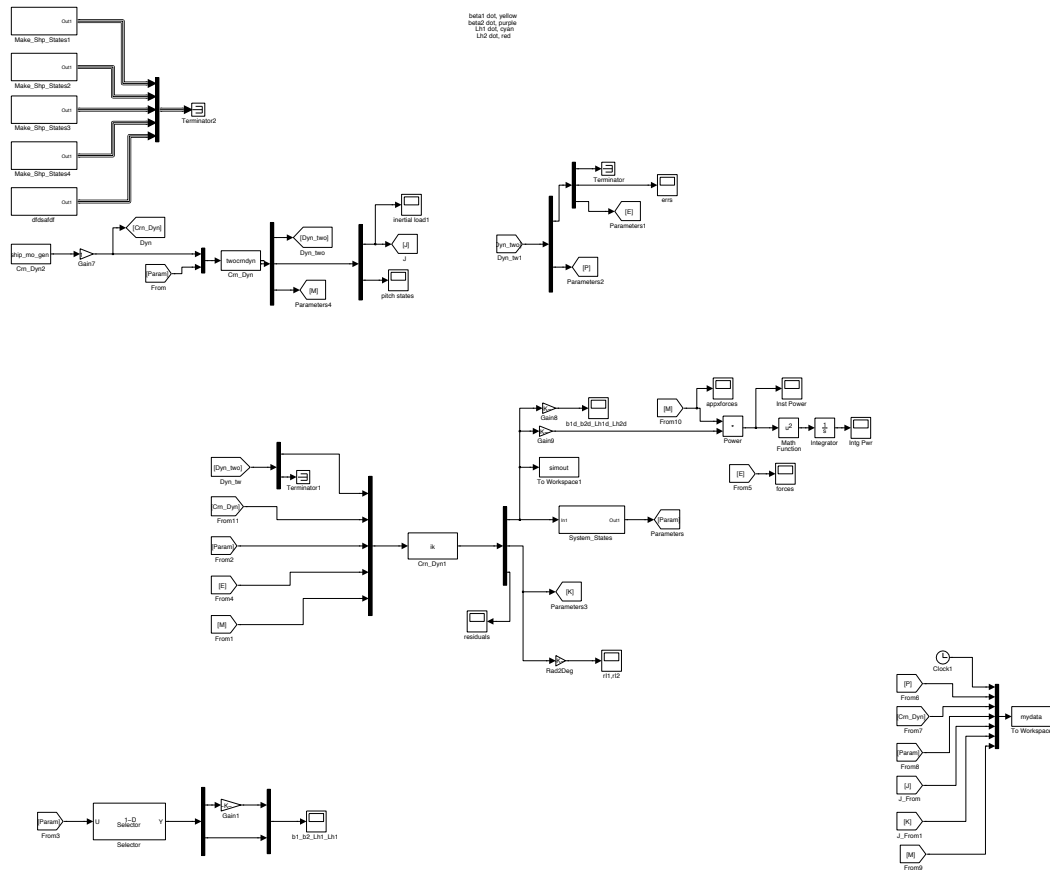 beta1 dot, yellow
beta2 dot, purple
Lh1 dot, cyan
Lh2 dot, red
Out1
Make_Shp_States1
Out1
Make_Shp_States2
Out1
Make_Shp_States3
Out1
Make_Shp_States4
Out1
dfdsafdf
Terminator2
ship_mo_gen
Crn_Dyn2
Gain7
[Crn_Dyn]
Dyn
[Param]
From
twocrndyn
Crn_Dyn
[Dyn_two]
Dyn_two
[M]
Parameters4
inertial load1
[J]
J
pitch states
Dyn_two]
Dyn_tw1
Terminator
errs
[E]
Parameters1
[P]
Parameters2
[Dyn_two]
Dyn_tw
Terminator1
[Crn_Dyn]
From11
[Param]
From2
[E]
From4
[M]
From1
ik
Crn_Dyn1
residuals
Gain8
b1d_b2d_Lh1d_Lh2d
Gain9
simout
To Workspace1
In1
Out1
System_States
[Param]
Parameters
[K]
Parameters3
Rad2Deg
rl1,rl2
[M]
From10
appxforces
Power
Inst Power
u2
Math
Function
1
s
Integrator
Intg Pwr
[E]
From5
forces
Clock1
[P]
From6
[Crn_Dyn]
From7
[Param]
From8
[J]
J_From
[K]
J_From1
[M]
From9
mydata
To Workspace
[Param]
From3
U
1-D
Selector
Y
Selector
-K-
Gain1
b1_b2_Lh1_Lh1